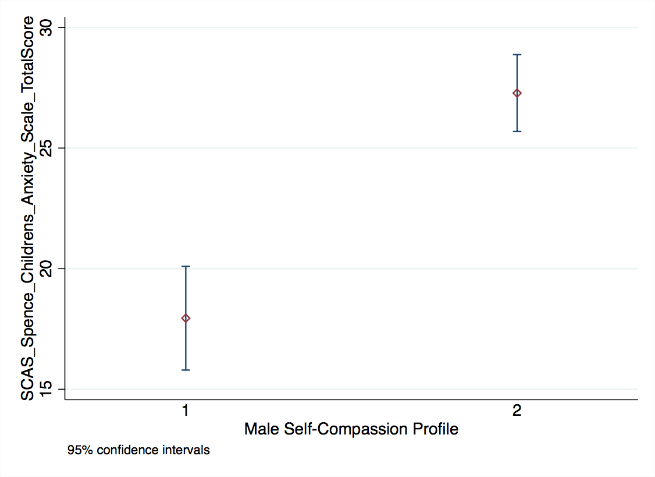 SCAS_Spence_Childrens_Anxiety_Scale_TotalScore
30
25
20
15
1 2
Male Self-Compassion Profile
95% confidence intervals